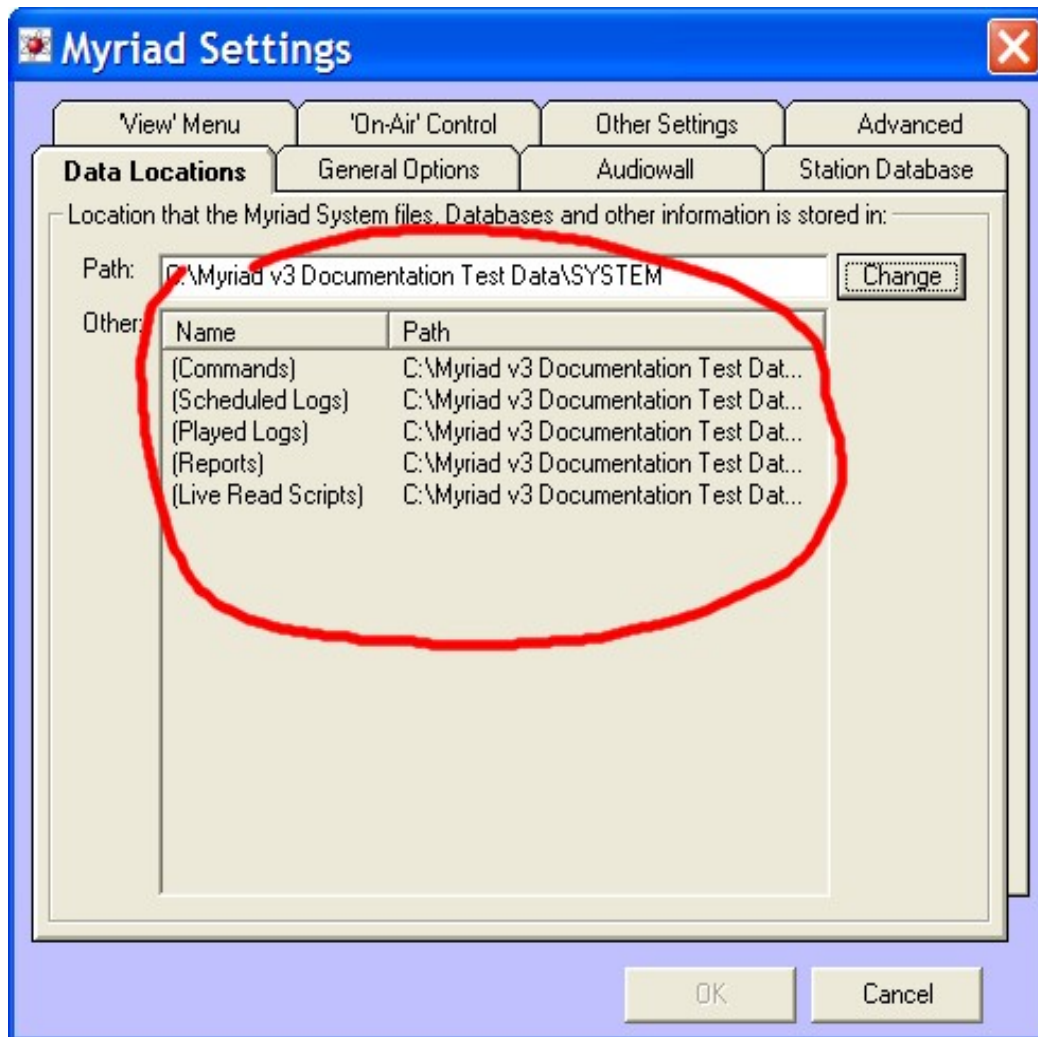 Myriad Settings
'View' Menu 'On-Air' Control Other Settings Advanced
Data Locations General Options Audiowall Station Database
Location that the Myriad System files, Databases and other information is stored in:
Path: C:\Myriad v3 Documentation Test Data\SYSTEM Change
Other: Name Path
(Commands) C:\Myriad v3 Documentation Test Dat...
(Scheduled Logs) C:\Myriad v3 Documentation Test Dat...
(Played Logs) C:\Myriad v3 Documentation Test Dat...
(Reports) C:\Myriad v3 Documentation Test Dat...
(Live Read Scripts) C:\Myriad v3 Documentation Test Dat...
OK Cancel